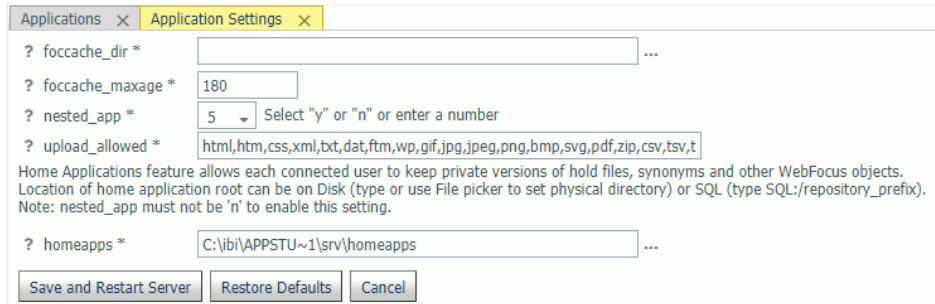 Applications × Application Settings ×
? foccache_dir * ...
? foccache_maxage * 180
? nested_app * 5 Select "y" or "n" or enter a number
? upload_allowed * html,htm,css,xml,txt,dat,ftm,wp,gif,jpg,jpeg,png,bmp,svg,pdf,zip,csv,tsv,t
Home Applications feature allows each connected user to keep private versions of hold files, synonyms and other WebFocus objects.
Location of home application root can be on Disk (type or use File picker to set physical directory) or SQL (type SQL:/repository_prefix).
Note: nested_app must not be 'n' to enable this setting.
? homeapps * C:\ibi\APPSTU~1\srv\homeapps ...
Save and Restart Server Restore Defaults Cancel